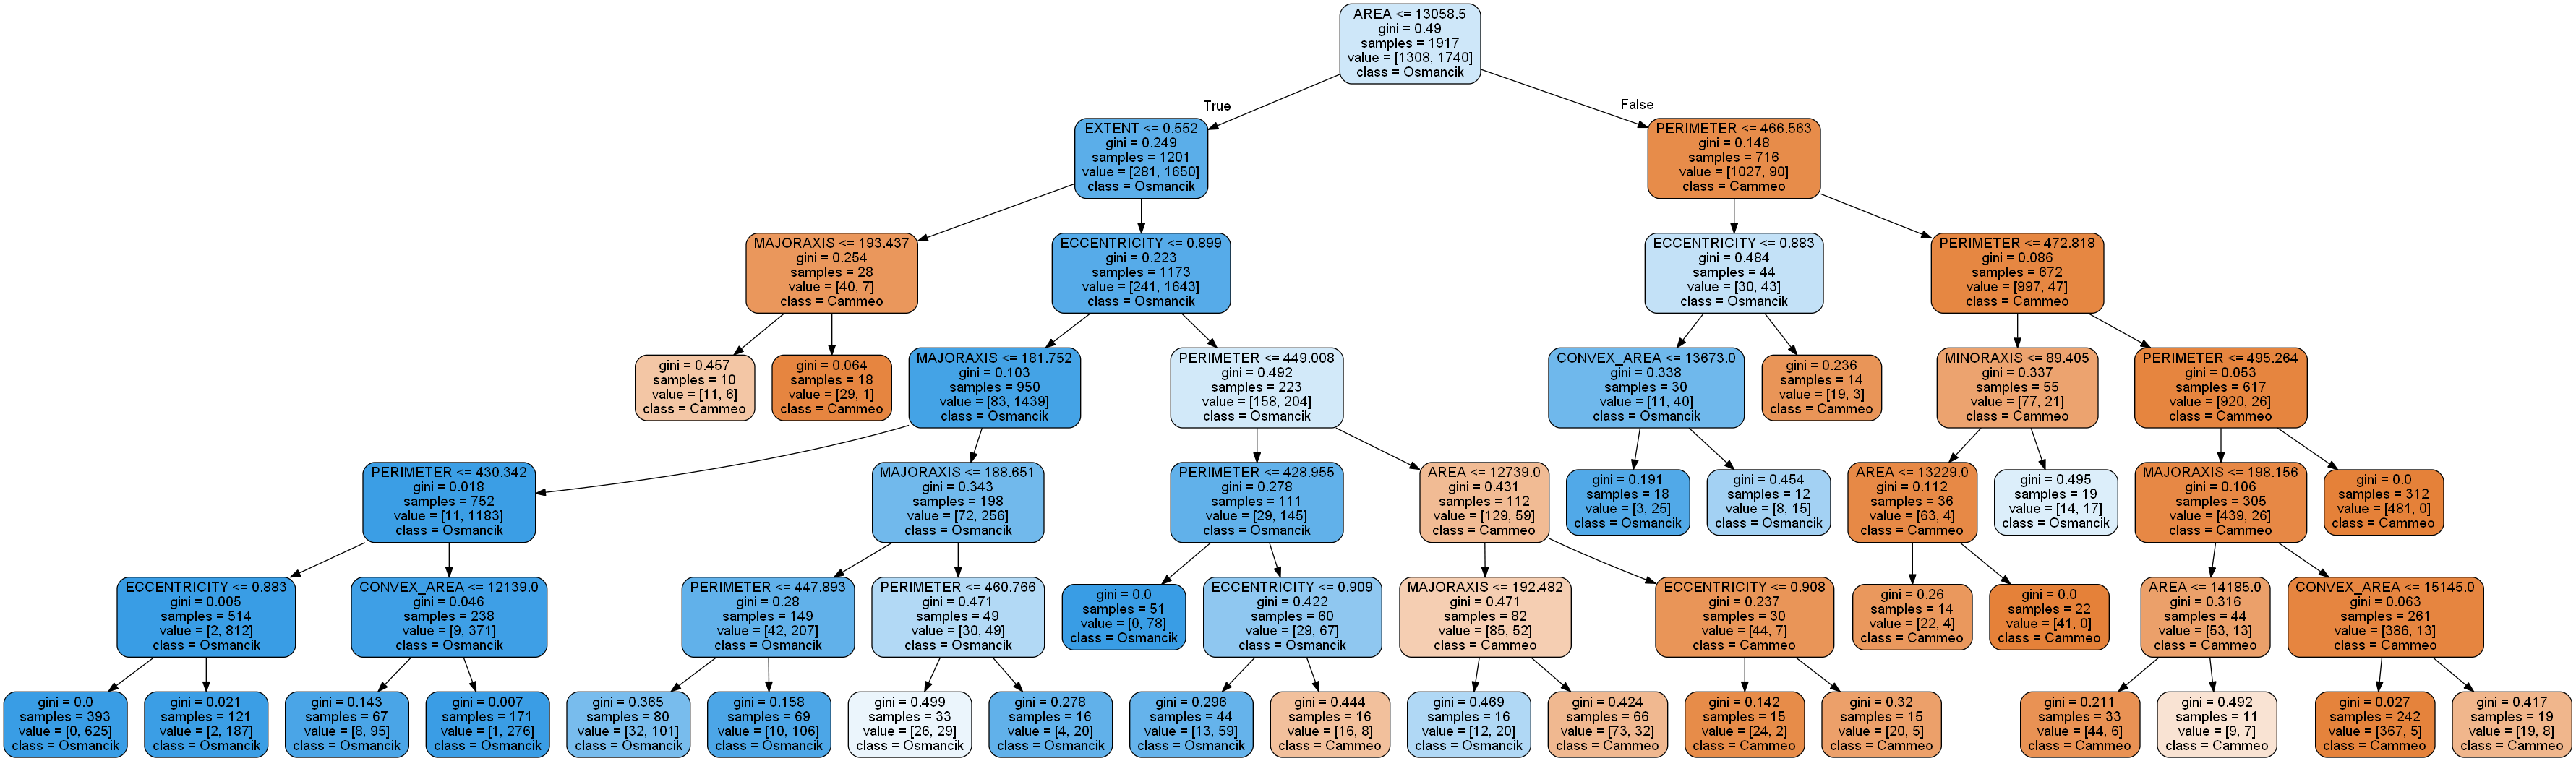 AREA <= 13058.5
gini = 0.49
samples = 1917
value = [1308, 1740]
class = Osmancik
True
False
EXTENT <= 0.552
gini = 0.249
samples = 1201
value = [281, 1650]
class = Osmancik
PERIMETER <= 466.563
gini = 0.148
samples = 716
value = [1027, 90]
class = Cammeo
MAJORAXIS <= 193.437
gini = 0.254
samples = 28
value = [40, 7]
class = Cammeo
ECCENTRICITY <= 0.899
gini = 0.223
samples = 1173
value = [241, 1643]
class = Osmancik
ECCENTRICITY <= 0.883
gini = 0.484
samples = 44
value = [30, 43]
class = Osmancik
PERIMETER <= 472.818
gini = 0.086
samples = 672
value = [997, 47]
class = Cammeo
gini = 0.457
samples = 10
value = [11, 6]
class = Cammeo
gini = 0.064
samples = 18
value = [29, 1]
class = Cammeo
MAJORAXIS <= 181.752
gini = 0.103
samples = 950
value = [83, 1439]
class = Osmancik
PERIMETER <= 449.008
gini = 0.492
samples = 223
value = [158, 204]
class = Osmancik
CONVEX_AREA <= 13673.0
gini = 0.338
samples = 30
value = [11, 40]
class = Osmancik
gini = 0.236
samples = 14
value = [19, 3]
class = Cammeo
MINORAXIS <= 89.405
gini = 0.337
samples = 55
value = [77, 21]
class = Cammeo
PERIMETER <= 495.264
gini = 0.053
samples = 617
value = [920, 26]
class = Cammeo
PERIMETER <= 430.342
gini = 0.018
samples = 752
value = [11, 1183]
class = Osmancik
MAJORAXIS <= 188.651
gini = 0.343
samples = 198
value = [72, 256]
class = Osmancik
PERIMETER <= 428.955
gini = 0.278
samples = 111
value = [29, 145]
class = Osmancik
AREA <= 12739.0
gini = 0.431
samples = 112
value = [129, 59]
class = Cammeo
gini = 0.191
samples = 18
value = [3, 25]
class = Osmancik
gini = 0.454
samples = 12
value = [8, 15]
class = Osmancik
AREA <= 13229.0
gini = 0.112
samples = 36
value = [63, 4]
class = Cammeo
gini = 0.495
samples = 19
value = [14, 17]
class = Osmancik
MAJORAXIS <= 198.156
gini = 0.106
samples = 305
value = [439, 26]
class = Cammeo
gini = 0.0
samples = 312
value = [481, 0]
class = Cammeo
ECCENTRICITY <= 0.883
gini = 0.005
samples = 514
value = [2, 812]
class = Osmancik
CONVEX_AREA <= 12139.0
gini = 0.046
samples = 238
value = [9, 371]
class = Osmancik
PERIMETER <= 447.893
gini = 0.28
samples = 149
value = [42, 207]
class = Osmancik
PERIMETER <= 460.766
gini = 0.471
samples = 49
value = [30, 49]
class = Osmancik
gini = 0.0
samples = 51
value = [0, 78]
class = Osmancik
ECCENTRICITY <= 0.909
gini = 0.422
samples = 60
value = [29, 67]
class = Osmancik
MAJORAXIS <= 192.482
gini = 0.471
samples = 82
value = [85, 52]
class = Cammeo
ECCENTRICITY <= 0.908
gini = 0.237
samples = 30
value = [44, 7]
class = Cammeo
gini = 0.26
samples = 14
value = [22, 4]
class = Cammeo
gini = 0.0
samples = 22
value = [41, 0]
class = Cammeo
AREA <= 14185.0
gini = 0.316
samples = 44
value = [53, 13]
class = Cammeo
CONVEX_AREA <= 15145.0
gini = 0.063
samples = 261
value = [386, 13]
class = Cammeo
gini = 0.0
samples = 393
value = [0, 625]
class = Osmancik
gini = 0.021
samples = 121
value = [2, 187]
class = Osmancik
gini = 0.143
samples = 67
value = [8, 95]
class = Osmancik
gini = 0.007
samples = 171
value = [1, 276]
class = Osmancik
gini = 0.365
samples = 80
value = [32, 101]
class = Osmancik
gini = 0.158
samples = 69
value = [10, 106]
class = Osmancik
gini = 0.499
samples = 33
value = [26, 29]
class = Osmancik
gini = 0.278
samples = 16
value = [4, 20]
class = Osmancik
gini = 0.296
samples = 44
value = [13, 59]
class = Osmancik
gini = 0.444
samples = 16
value = [16, 8]
class = Cammeo
gini = 0.469
samples = 16
value = [12, 20]
class = Osmancik
gini = 0.424
samples = 66
value = [73, 32]
class = Cammeo
gini = 0.142
samples = 15
value = [24, 2]
class = Cammeo
gini = 0.32
samples = 15
value = [20, 5]
class = Cammeo
gini = 0.211
samples = 33
value = [44, 6]
class = Cammeo
gini = 0.492
samples = 11
value = [9, 7]
class = Cammeo
gini = 0.027
samples = 242
value = [367, 5]
class = Cammeo
gini = 0.417
samples = 19
value = [19, 8]
class = Cammeo